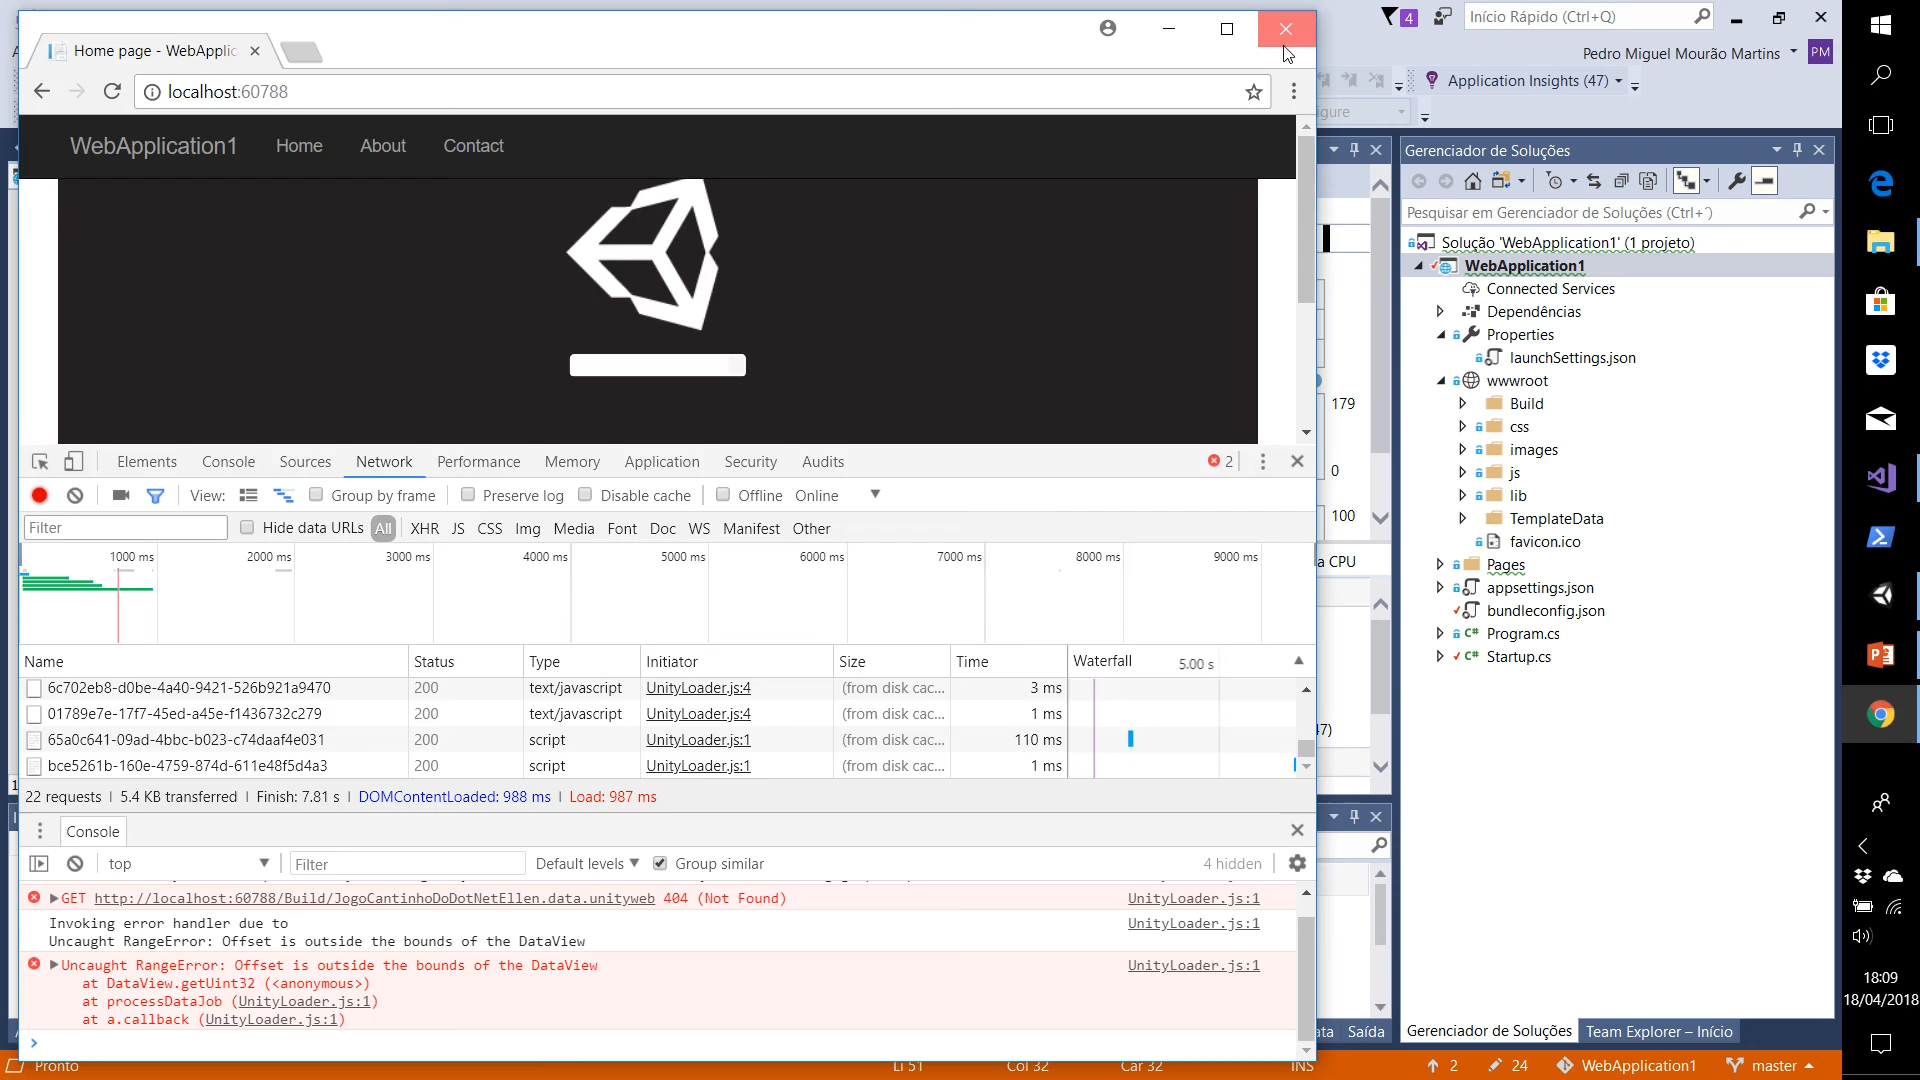 Home page - WebApplic
localhost:60788
WebApplication1
Home
About
Contact
Elements
Console
Sources
Network
Performance
Memory
Application
Security
Audits
2
View:
Group by frame
Preserve log
Disable cache
Offline
Online
Filter
Hide data URLs
All
XHR
JS
CSS
Img
Media
Font
Doc
WS
Manifest
Other
1000 ms
2000 ms
3000 ms
4000 ms
5000 ms
6000 ms
7000 ms
8000 ms
9000 ms
Name
Status
Type
Initiator
Size
Time
Waterfall
5.00 s
6c702eb8-d0be-4a40-9421-526b921a9470 200 text/javascript UnityLoader.js:4 (from disk cac... 3 ms
01789e7e-17f7-45ed-a45e-f1436732c279 200 text/javascript UnityLoader.js:4 (from disk cac... 1 ms
65a0c641-09ad-4bbc-b023-c74daaf4e031 200 script UnityLoader.js:1 (from disk cac... 110 ms
bce5261b-160e-4759-874d-611e48f5d4a3 200 script UnityLoader.js:1 (from disk cac... 1 ms
22 requests | 5.4 KB transferred | Finish: 7.81 s | DOMContentLoaded: 988 ms | Load: 987 ms
Console
top
Filter
Default levels
Group similar
4 hidden
GET http://localhost:60788/Build/JogoCantinhoDoDotNetEllen.data.unityweb 404 (Not Found) UnityLoader.js:1
Invoking error handler due to UnityLoader.js:1
Uncaught RangeError: Offset is outside the bounds of the DataView
Uncaught RangeError: Offset is outside the bounds of the DataView UnityLoader.js:1
at DataView.getUint32 (<anonymous>)
at processDataJob (UnityLoader.js:1)
at a.callback (UnityLoader.js:1)
4
Início Rápido (Ctrl+Q)
Pedro Miguel Mourão Martins
PM
Application Insights (47)
gure
179
0
100
a CPU
17)
ata
Saída
Gerenciador de Soluções
Pesquisar em Gerenciador de Soluções (Ctrl+´)
Solução 'WebApplication1' (1 projeto)
WebApplication1
Connected Services
Dependências
Properties
launchSettings.json
wwwroot
Build
css
images
js
lib
TemplateData
favicon.ico
Pages
appsettings.json
bundleconfig.json
C# Program.cs
C# Startup.cs
Gerenciador de Soluções
Team Explorer – Início
Pronto
Li 51
Col 32
Car 32
INS
2
24
WebApplication1
master
18:09
18/04/2018